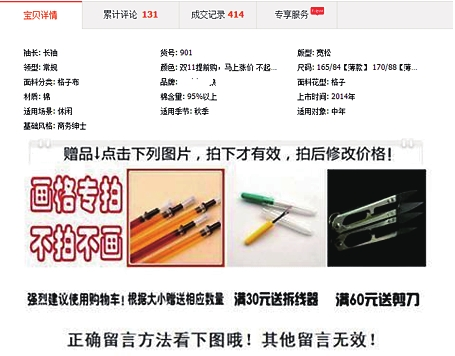 宝贝详情 累计评论 131 成交记录 414 专享服务
袖长: 长袖 货号: 901 版型: 宽松
领型: 常规 颜色: 双11提前购，马上涨价 不起... 尺码: 165/84【薄款】 170/88【薄...
面料分类: 格子布 品牌: 面料花型: 格子
材质: 棉 棉含量: 95%以上 上市时间: 2014年
适用场景: 休闲 适用季节: 秋季 适用对象: 中年
基础风格: 商务绅士
赠品↓点击下列图片，拍下才有效，拍后修改价格！
画格专拍
不拍不画
强烈建议使用购物车！根据大小赠送相应数量 满30元送拆线器 满60元送剪刀
正确留言方法看下图哦！其他留言无效！